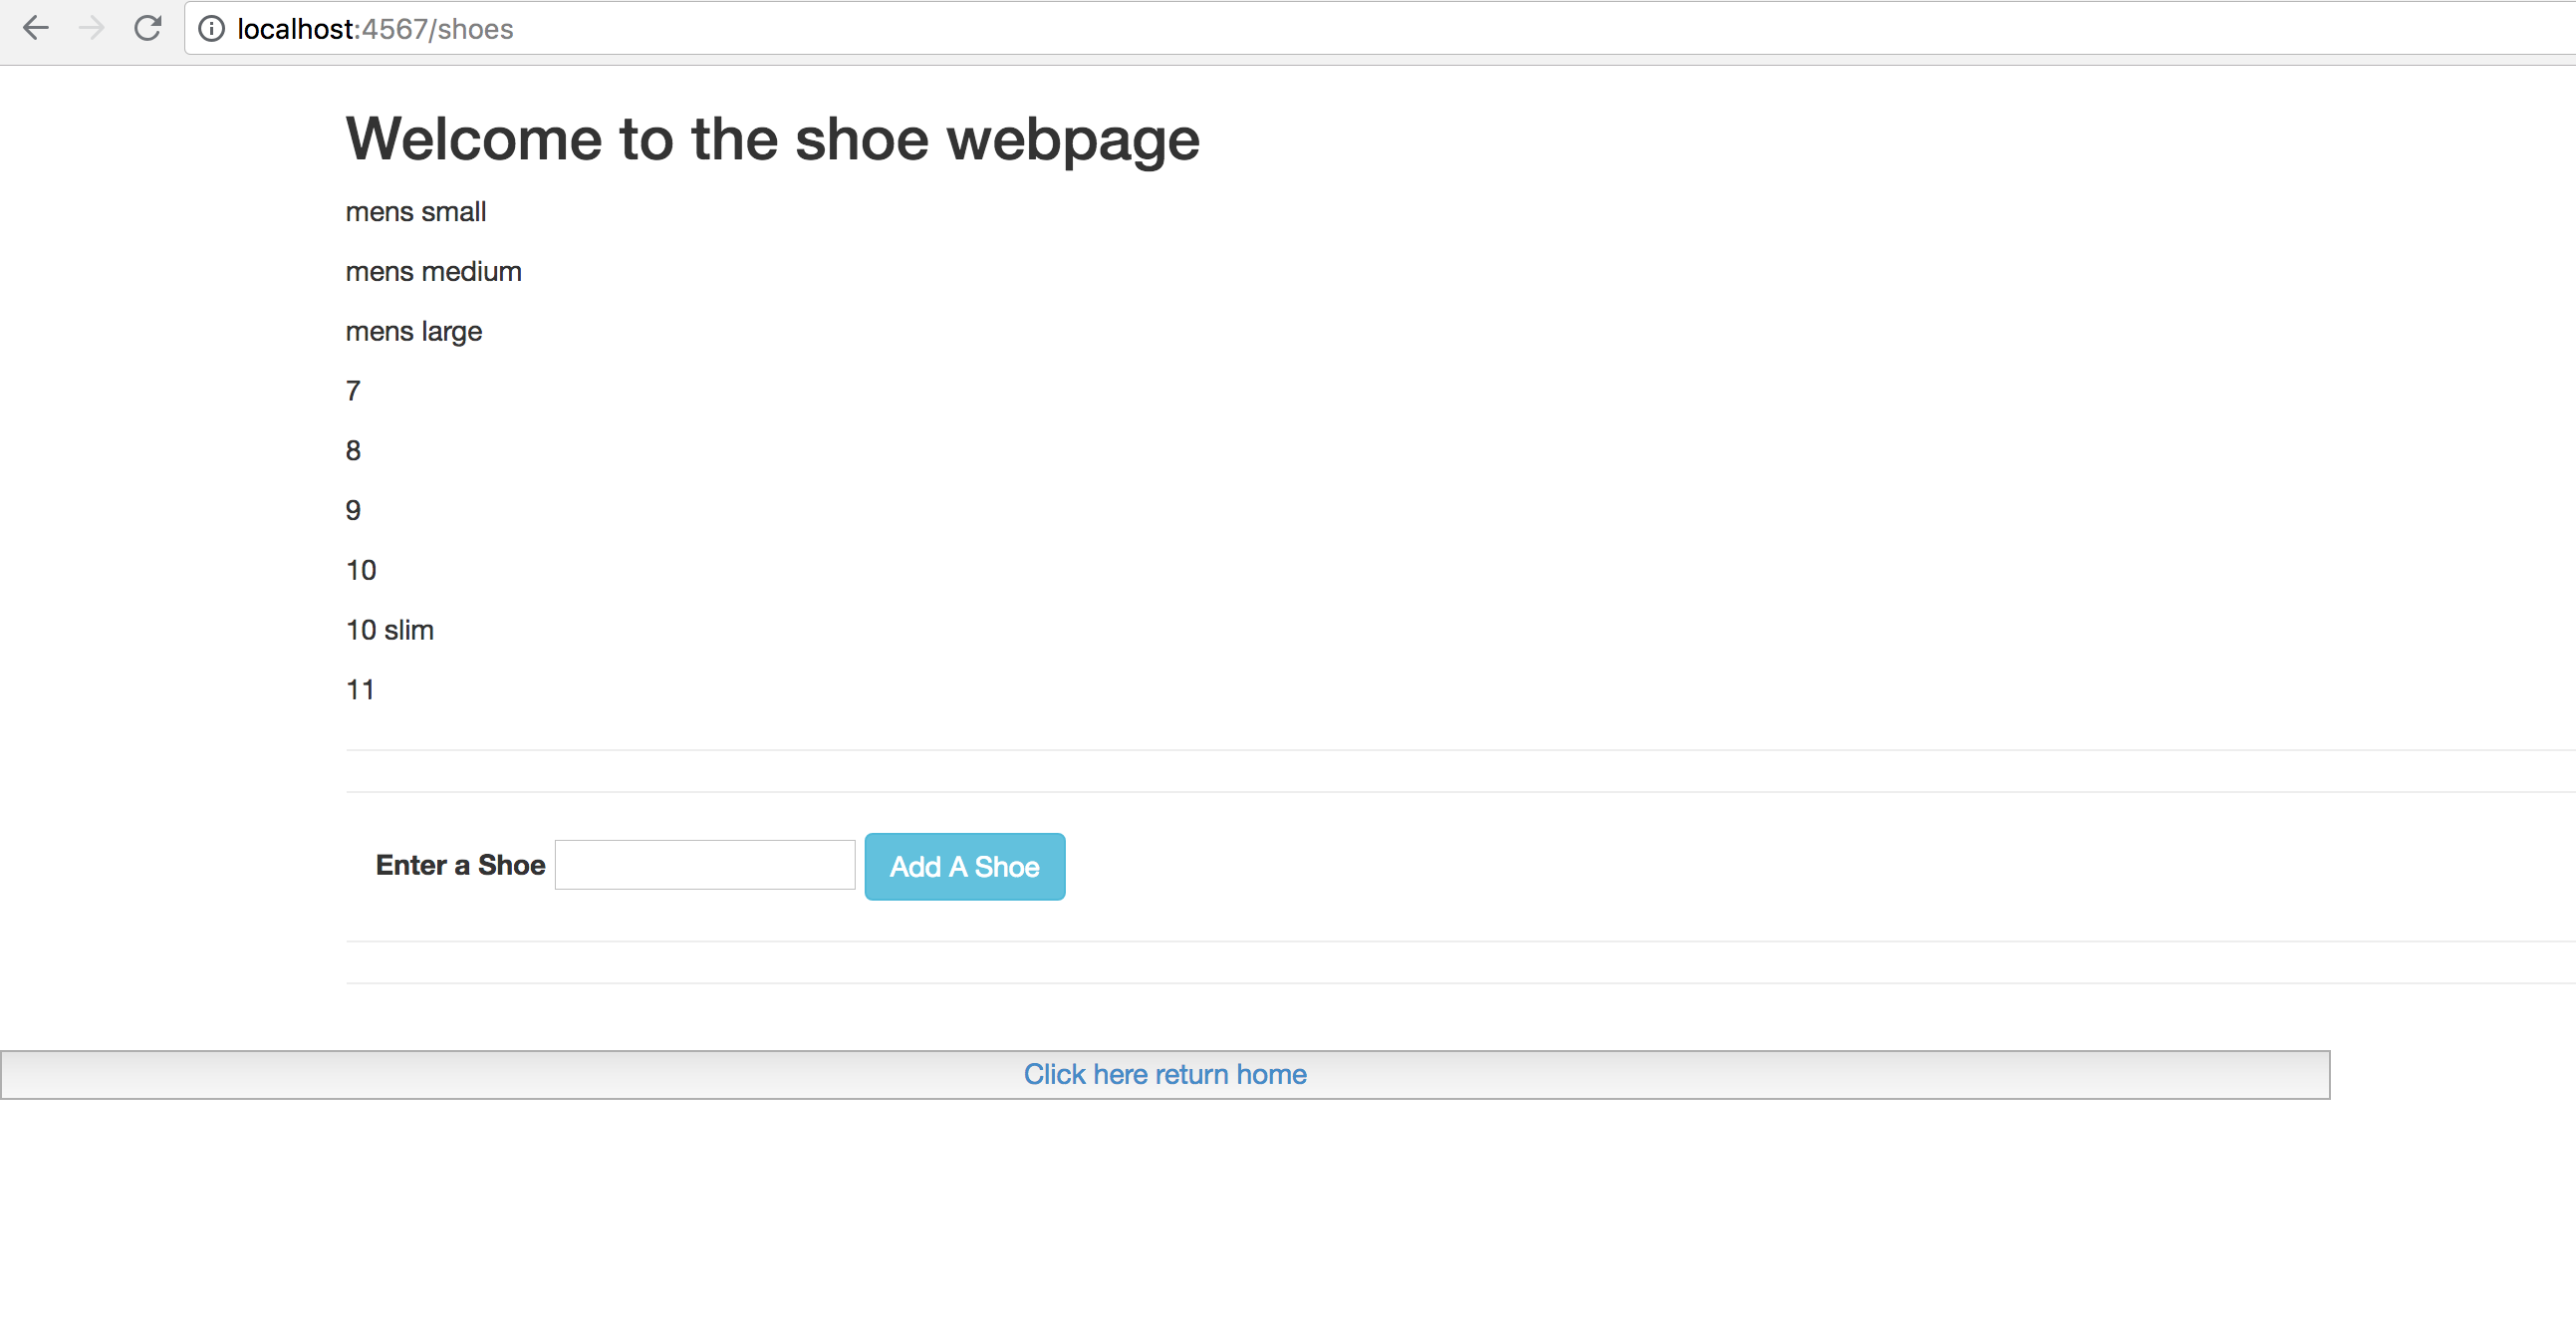 localhost:4567/shoes
Welcome to the shoe webpage
mens small
mens medium
mens large
7
8
9
10
10 slim
11
Enter a Shoe Add A Shoe
Click here return home